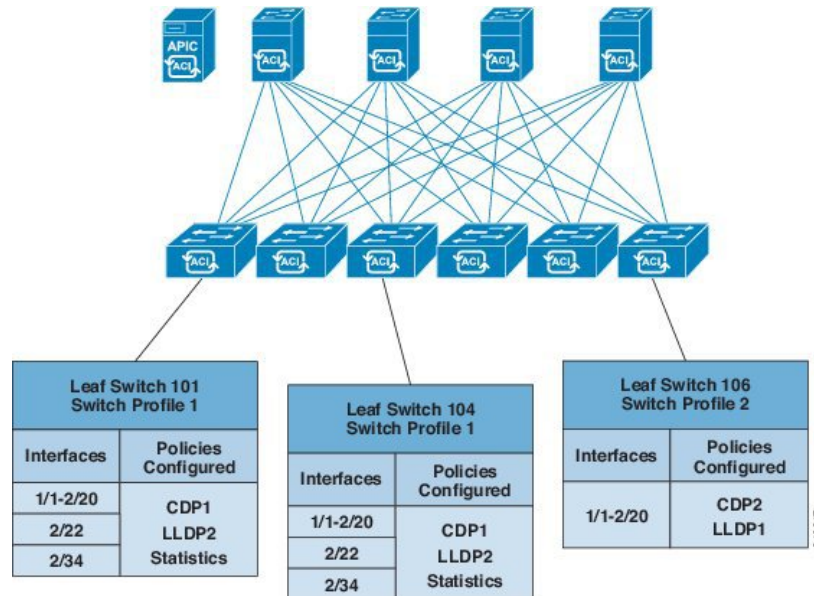 APIC
ACI
ACI
ACI
ACI
ACI
ACI
ACI
ACI
ACI
ACI
ACI
Leaf Switch 101
Switch Profile 1
Interfaces
Policies
Configured
1/1-2/20
2/22
2/34
CDP1
LLDP2
Statistics
Leaf Switch 104
Switch Profile 1
Interfaces
Policies
Configured
1/1-2/20
2/22
2/34
CDP1
LLDP2
Statistics
Leaf Switch 106
Switch Profile 2
Interfaces
Policies
Configured
1/1-2/20
CDP2
LLDP1